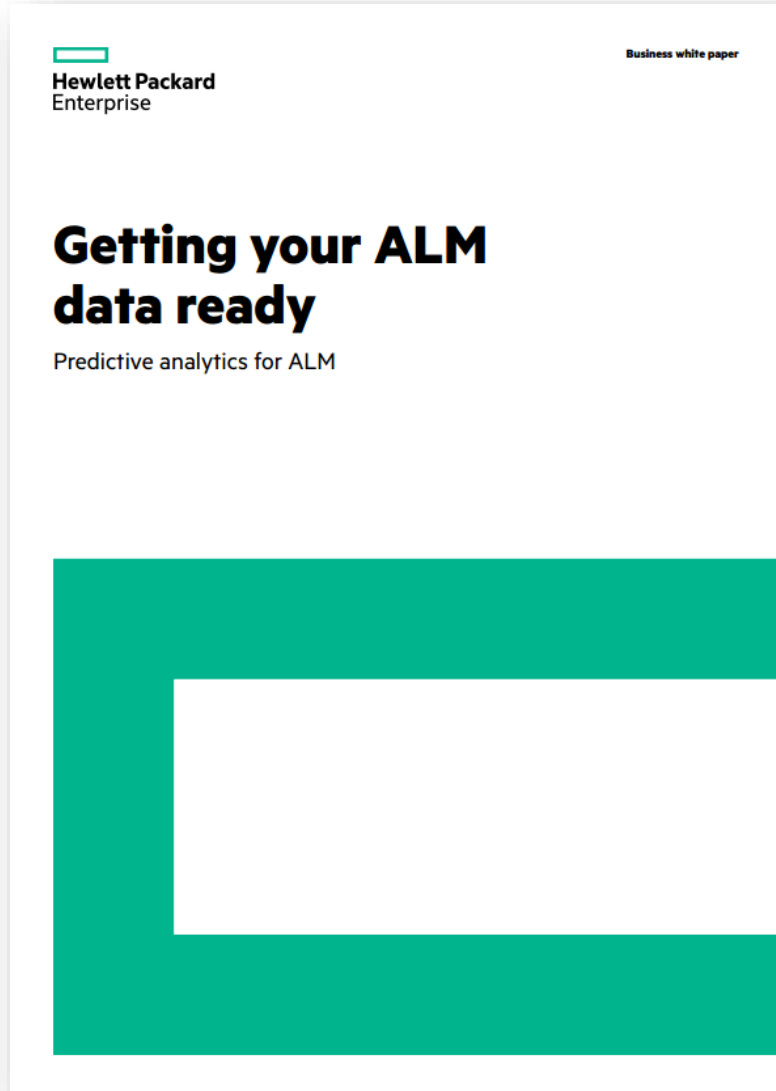 Hewlett Packard
Enterprise
Business white paper
Getting your ALM
data ready
Predictive analytics for ALM